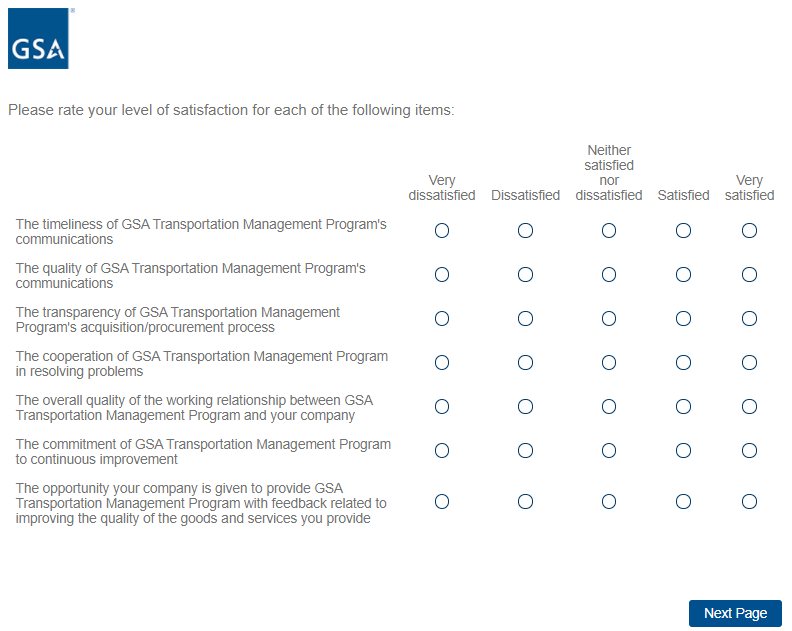 GSA
Please rate your level of satisfaction for each of the following items:
Very
dissatisfied
Dissatisfied
Neither
satisfied
nor
dissatisfied
Satisfied
Very
satisfied
The timeliness of GSA Transportation Management Program's
communications
The quality of GSA Transportation Management Program's
communications
The transparency of GSA Transportation Management
Program's acquisition/procurement process
The cooperation of GSA Transportation Management Program
in resolving problems
The overall quality of the working relationship between GSA
Transportation Management Program and your company
The commitment of GSA Transportation Management Program
to continuous improvement
The opportunity your company is given to provide GSA
Transportation Management Program with feedback related to
improving the quality of the goods and services you provide
Next Page